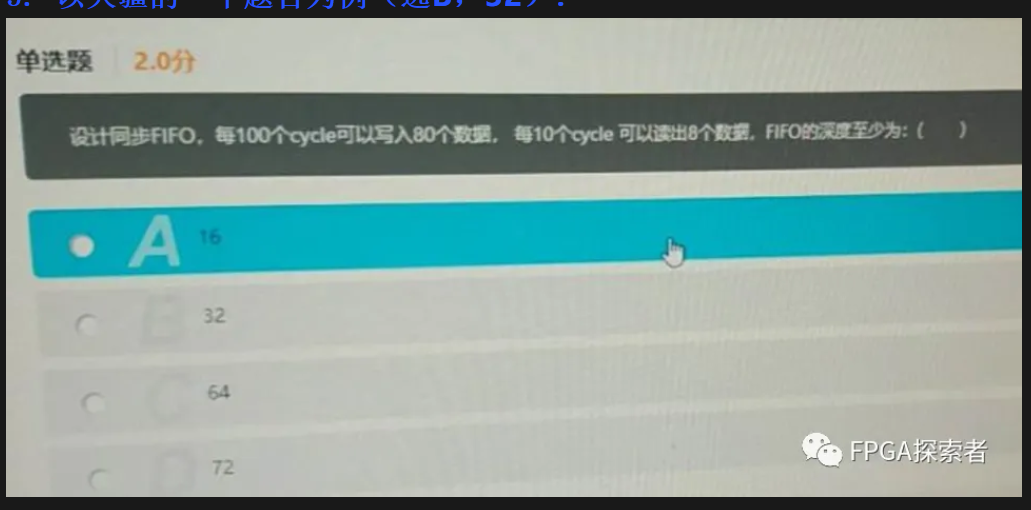 单选题 2.0分
设计同步FIFO，每100个cycle可以写入80个数据， 每10个cycle 可以读出8个数据，FIFO的深度至少为：( )
A 16
B 32
64
72
FPGA探索者